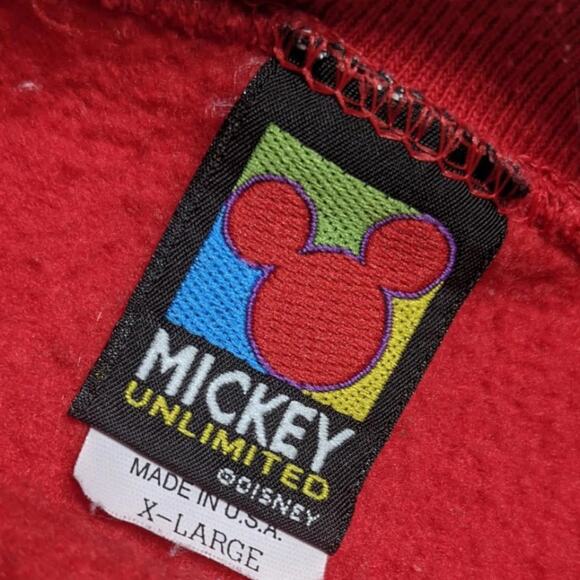 MICKEY
UNLIMITED
©DISNEY
MADE IN U.S.A.
X-LARGE